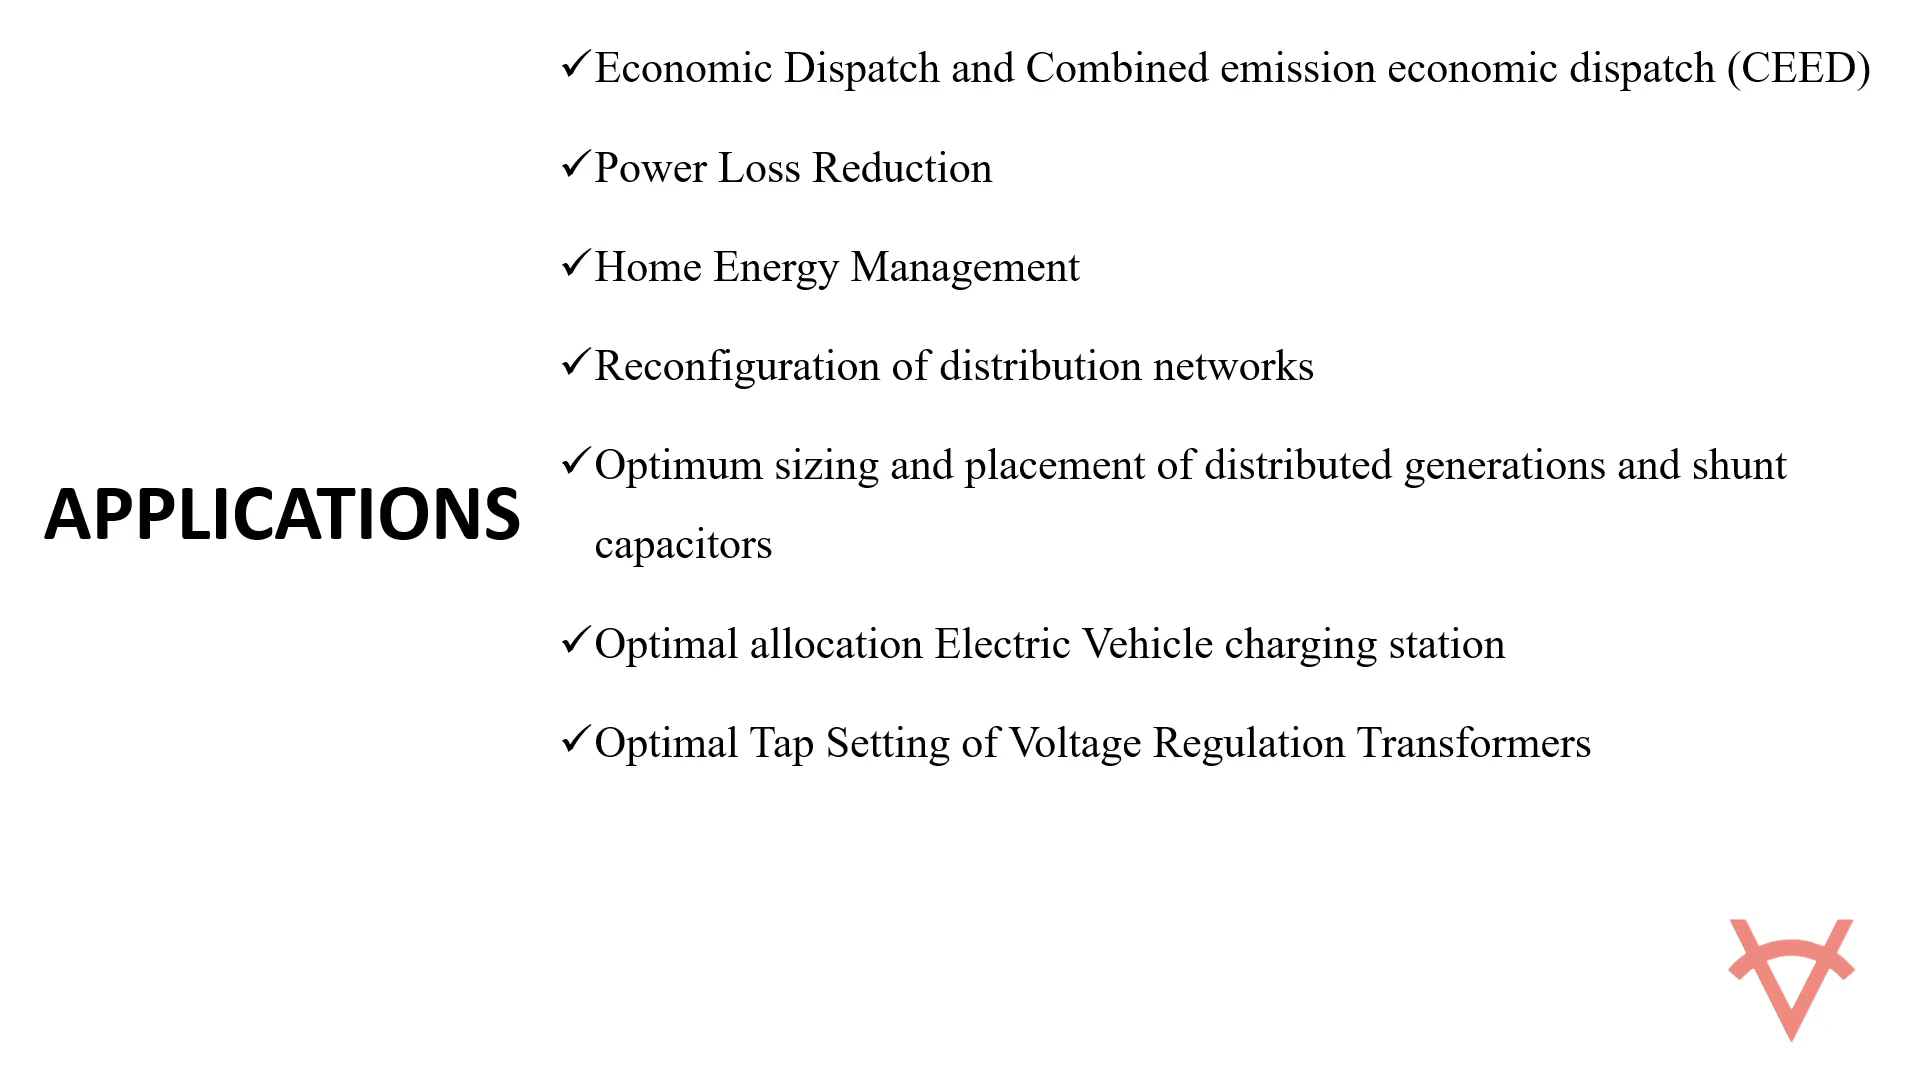 ✓Economic Dispatch and Combined emission economic dispatch (CEED)
✓Power Loss Reduction
✓Home Energy Management
✓Reconfiguration of distribution networks
✓Optimum sizing and placement of distributed generations and shunt
capacitors
APPLICATIONS
✓Optimal allocation Electric Vehicle charging station
✓Optimal Tap Setting of Voltage Regulation Transformers